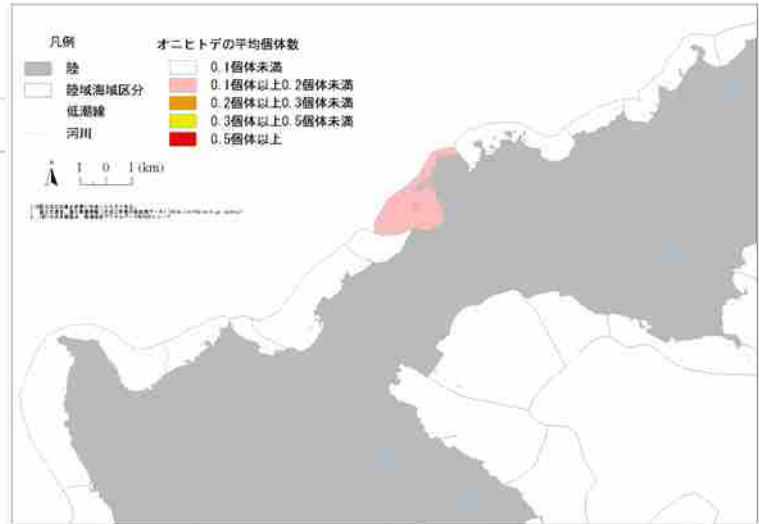 凡例
陸
陸域海域区分
低潮線
河川
オニヒトデの平均個体数
0.1個体未満
0.1個体以上0.2個体未満
0.2個体以上0.3個体未満
0.3個体以上0.5個体未満
0.5個体以上
1 0 1 (km)